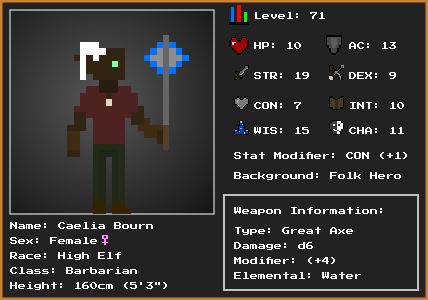 Level: 71
HP: 10 AC: 13
STR: 19 DEX: 9
CON: 7 INT: 10
WIS: 15 CHA: 11
Stat Modifier: CON (+1)
Background: Folk Hero
Weapon Information:
Type: Great Axe
Damage: d6
Modifier: (+4)
Elemental: Water
Name: Caelia Bourn
Sex: Female♀
Race: High Elf
Class: Barbarian
Height: 160cm (5'3")